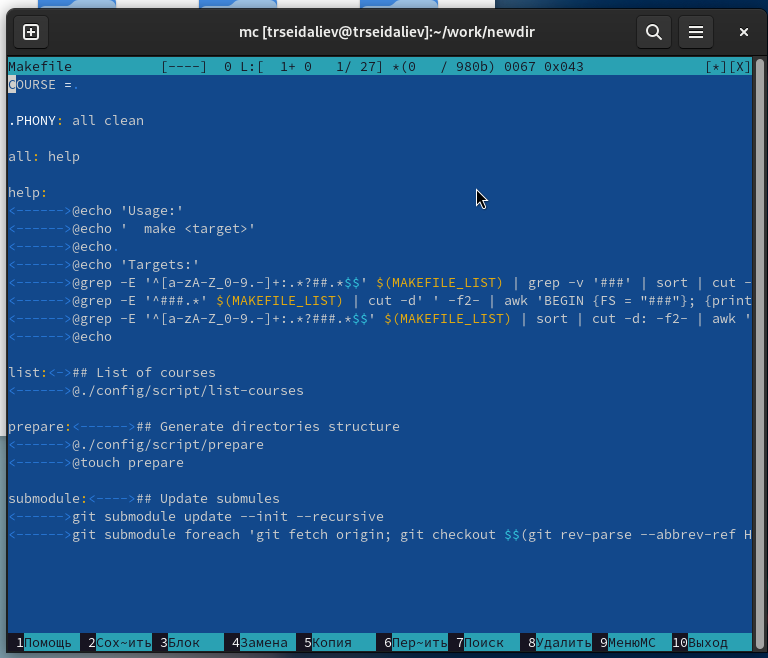 mc [trseidaliev@trseidaliev]:~/work/newdir
Makefile [----] 0 L:[ 1+ 0 1/ 27] *(0 / 980b) 0067 0x043 [*][X]
COURSE =.
.PHONY: all clean
all: help
help:
<------>@echo 'Usage:'
<------>@echo '  make <target>'
<------>@echo.
<------>@echo 'Targets:'
<------>@grep -E '^[a-zA-Z_0-9.-]+:.*?##.*$$' $(MAKEFILE_LIST) | grep -v '###' | sort | cut -
<------>@grep -E '^###.*' $(MAKEFILE_LIST) | cut -d' ' -f2- | awk 'BEGIN {FS = "###"}; {print
<------>@grep -E '^[a-zA-Z_0-9.-]+:.*?###.*$$' $(MAKEFILE_LIST) | sort | cut -d: -f2- | awk '
<------>@echo
list:<->## List of courses
<------>@./config/script/list-courses
prepare:<------>## Generate directories structure
<------>@./config/script/prepare
<------>@touch prepare
submodule:<---->## Update submules
<------>git submodule update --init --recursive
<------>git submodule foreach 'git fetch origin; git checkout $$(git rev-parse --abbrev-ref H
1Помощь 2Сох~ить 3Блок 4Замена 5Копия 6Пер~ить 7Поиск 8Удалить 9МенюMC 10Выход